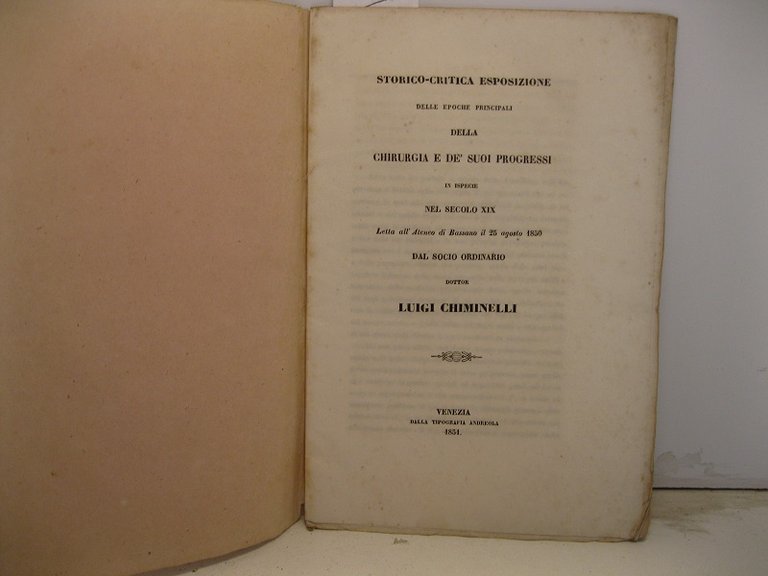 STORICO-CRITICA ESPOSIZIONE
DELLE EPOCHE PRINCIPALI
DELLA
CHIRURGIA E DE' SUOI PROGRESSI
IN ISPECIE
NEL SECOLO XIX
Letta all' Ateneo di Bassano il 25 agosto 1850
DAL SOCIO ORDINARIO
DOTTOR
LUIGI CHIMINELLI
VENEZIA
DALLA TIPOGRAFIA ANDREOLA
1851.